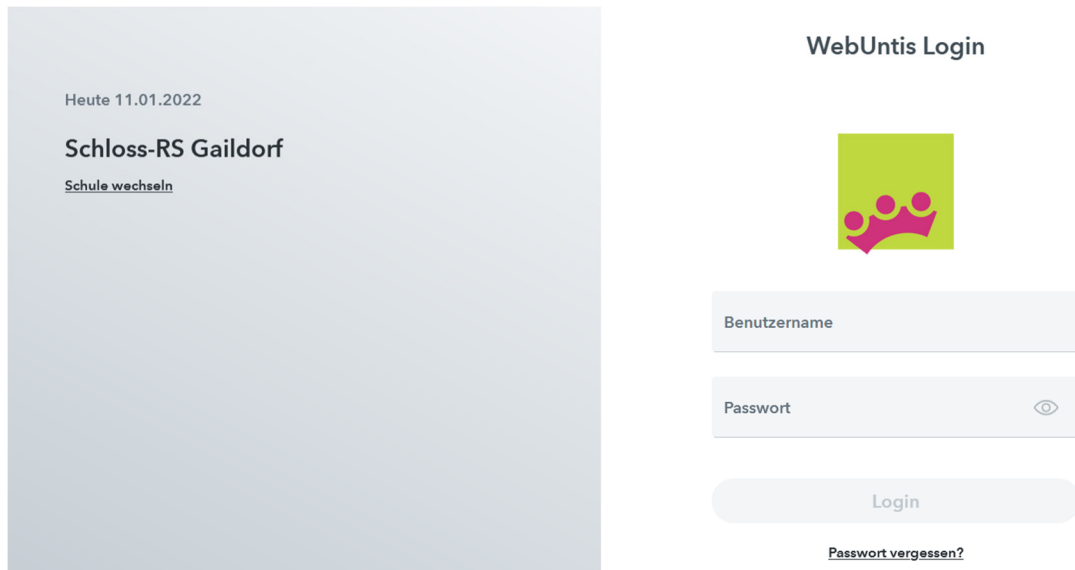 Heute 11.01.2022
Schloss-RS Gaildorf
Schule wechseln
WebUntis Login
Benutzername
Passwort
Login
Passwort vergessen?